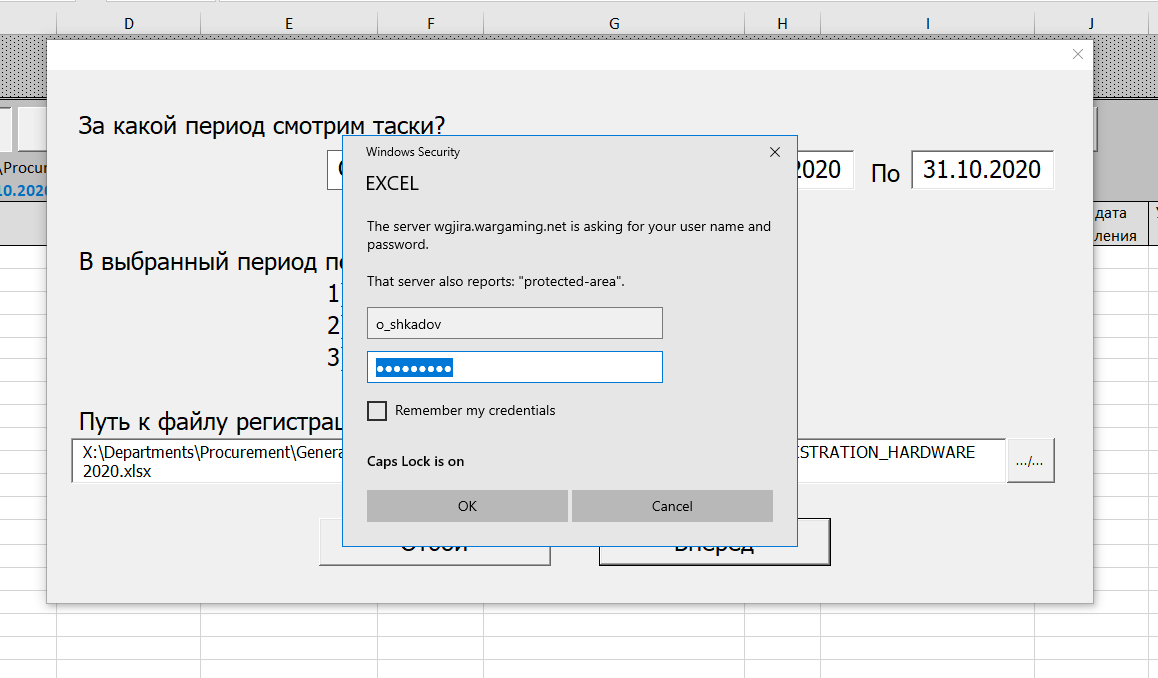 D E F G H I J
За какой период смотрим таски?
2020 По 31.10.2020
\Procur
10.2020
дата
ления
В выбранный период
1)
2)
3)
Путь к файлу
X:\Departments\Procurement\Genera
STRATION_HARDWARE
2020.xlsx
.../...
Windows Security
EXCEL
The server wgjira.wargaming.net is asking for your user name and
password.
That server also reports: "protected-area".
o_shkadov
●●●●●●●●●
Remember my credentials
Caps Lock is on
OK Cancel
Отбой Вперед